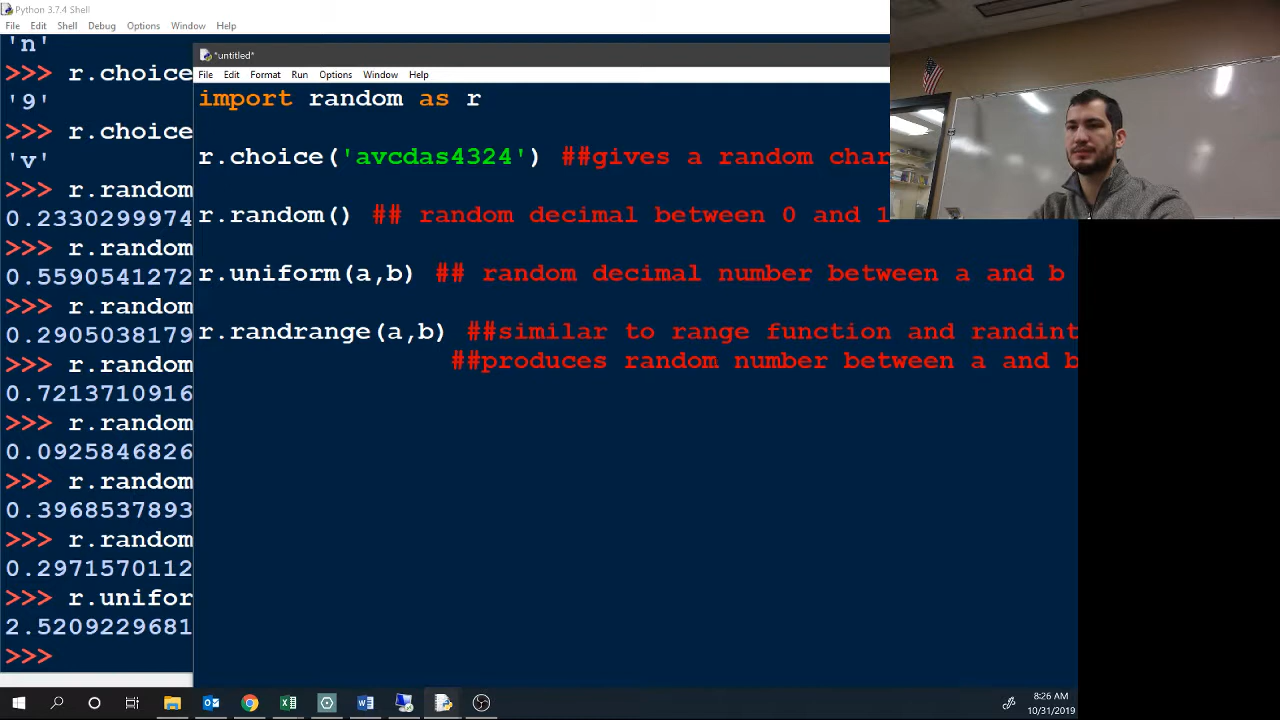 Python 3.7.4 Shell
File Edit Shell Debug Options Window Help
'n'
>>> r.choice
'9'
>>> r.choice
'v'
>>> r.random
0.2330299974
>>> r.random
0.5590541272
>>> r.random
0.2905038179
>>> r.random
0.7213710916
>>> r.random
0.0925846826
>>> r.random
0.3968537893
>>> r.random
0.2971570112
>>> r.unifor
2.5209229681
>>>
*untitled*
File Edit Format Run Options Window Help
import random as r
r.choice('avcdas4324') ##gives a random char
r.random() ## random decimal between 0 and 1
r.uniform(a,b) ## random decimal number between a and b
r.randrange(a,b) ##similar to range function and randint
##produces random number between a and b
8:26 AM
10/31/2019